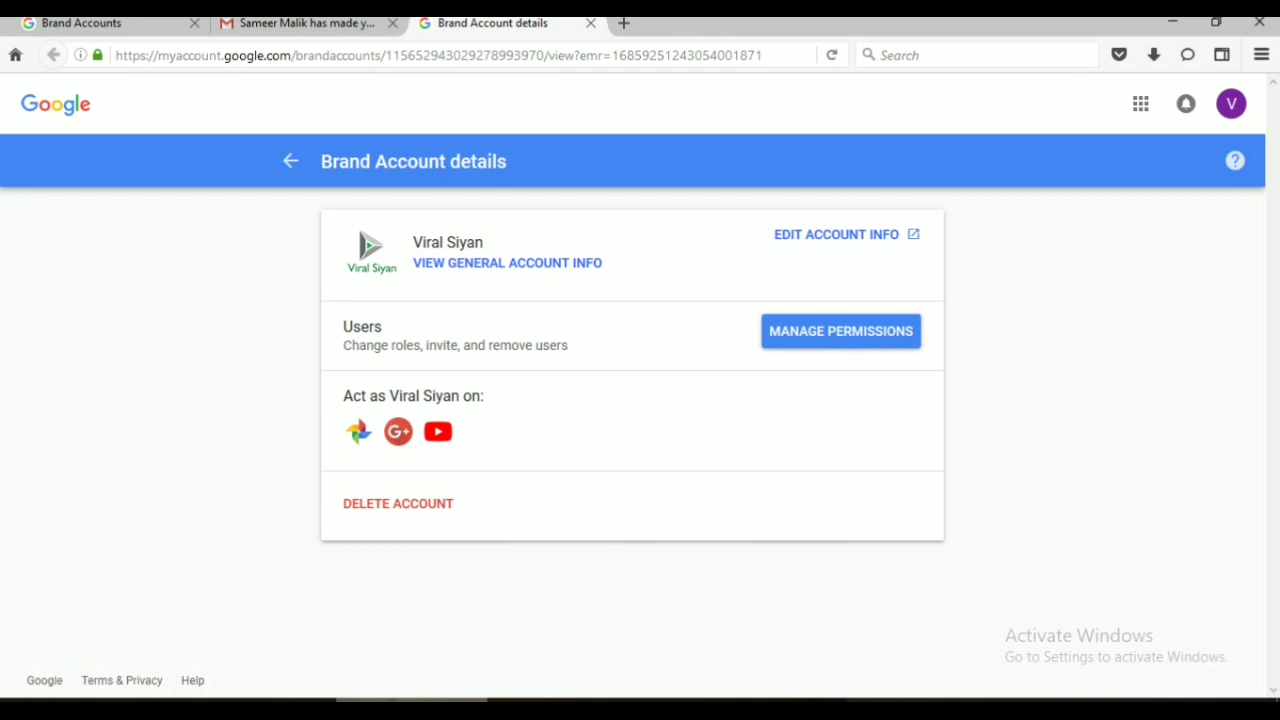 Brand Accounts
Sameer Malik has made y...
Brand Account details
https://myaccount.google.com/brandaccounts/115652943029278993970/view?emr=16859251243054001871
Search
Google
V
Brand Account details
Viral Siyan
EDIT ACCOUNT INFO
Viral Siyan
VIEW GENERAL ACCOUNT INFO
Users
MANAGE PERMISSIONS
Change roles, invite, and remove users
Act as Viral Siyan on:
G+
DELETE ACCOUNT
Activate Windows
Go to Settings to activate Windows.
Google Terms & Privacy Help